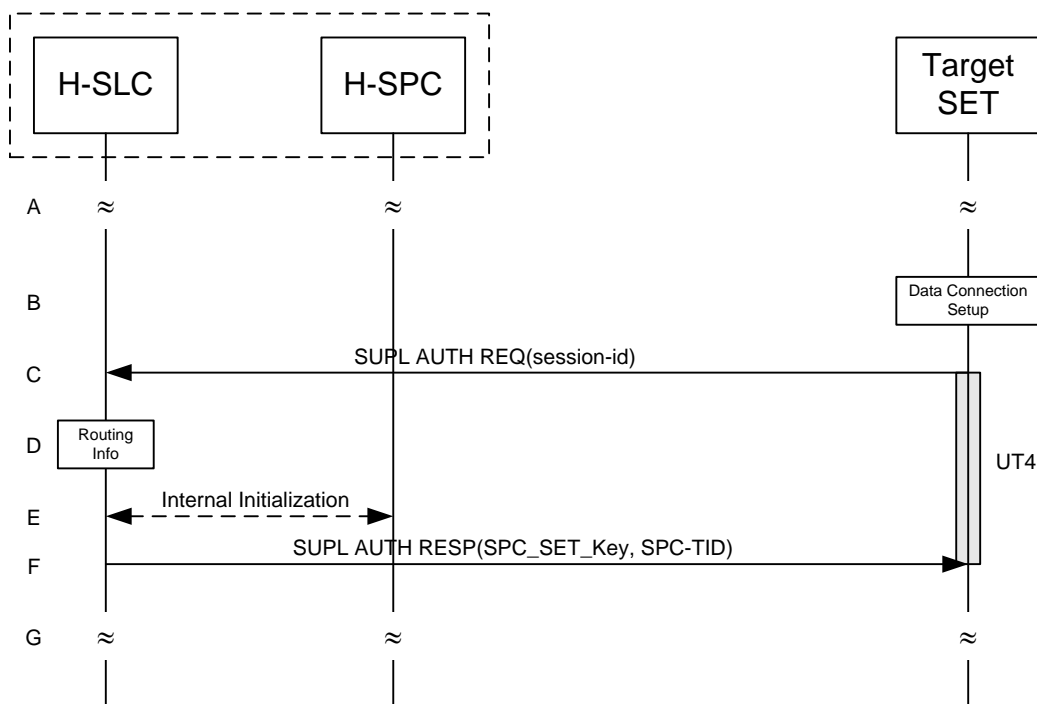 H-SLC
H-SPC
Target
SET
A
≈ ≈ ≈
B
Data Connection
Setup
SUPL AUTH REQ(session-id)
C
D
Routing
Info
UT4
Internal Initialization
E
SUPL AUTH RESP(SPC_SET_Key, SPC-TID)
F
G
≈ ≈ ≈